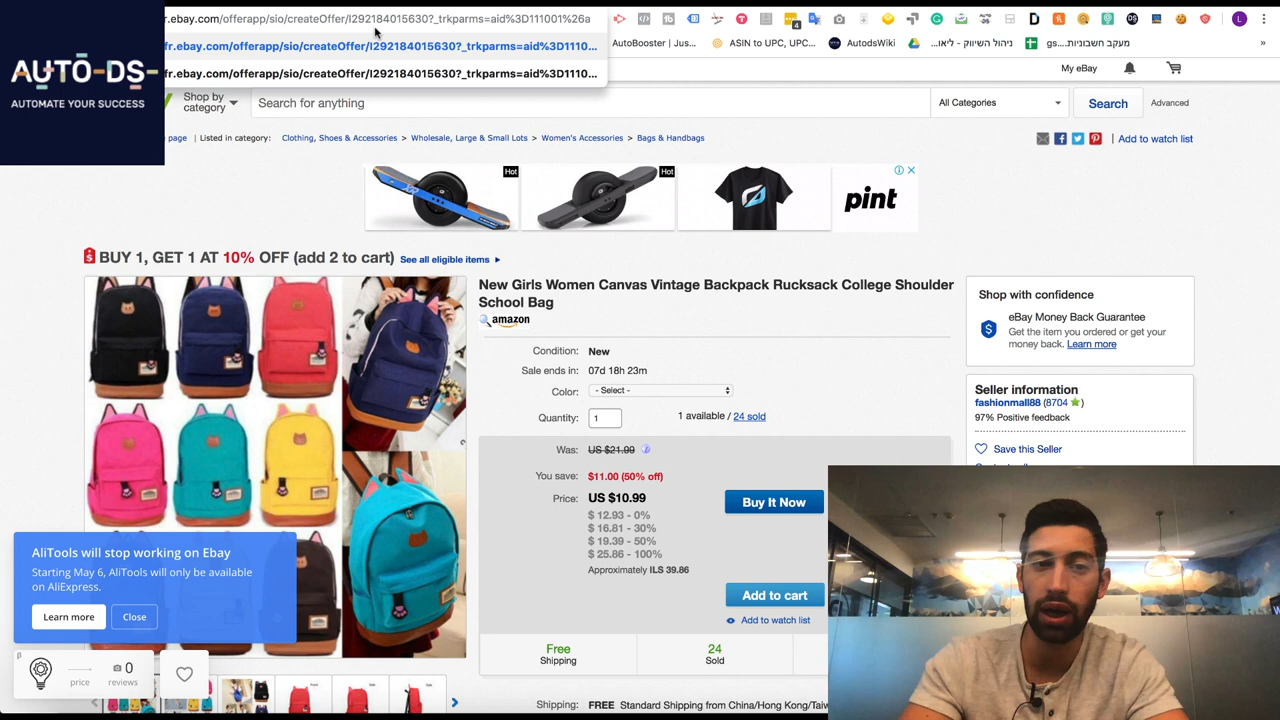 r.ebay.com/offerapp/sio/createOffer/I292184015630?_trkparms=aid%3D111001%26a
fr.ebay.com/offerapp/sio/createOffer/I292184015630?_trkparms=aid%3D1110...
fr.ebay.com/offerapp/sio/createOffer/I292184015630?_trkparms=aid%3D1110...
AutoBooster | Jus...
ASIN to UPC, UPC...
AutodsWiki
ניהול השיווק - ליאו...
מעקב חשבוניות.gs...
AUTO-DS-
AUTOMATE YOUR SUCCESS
My eBay
Shop by
category
Search for anything
All Categories
Search
Advanced
page | Listed in category: Clothing, Shoes & Accessories > Wholesale, Large & Small Lots > Women's Accessories > Bags & Handbags
| Add to watch list
Hot
Hot
pint
BUY 1, GET 1 AT 10% OFF (add 2 to cart) See all eligible items
New Girls Women Canvas Vintage Backpack Rucksack College Shoulder
School Bag
amazon
Condition: New
Sale ends in: 07d 18h 23m
Color: - Select -
Quantity: 1 1 available / 24 sold
Was: US $21.99
You save: $11.00 (50% off)
Price: US $10.99
$ 12.93 - 0%
$ 16.81 - 30%
$ 19.39 - 50%
$ 25.86 - 100%
Approximately ILS 39.86
Buy It Now
Add to cart
Add to watch list
Free
Shipping
24
Sold
Shipping: FREE Standard Shipping from China/Hong Kong/Taiw
Shop with confidence
eBay Money Back Guarantee
Get the item you ordered or get your
money back. Learn more
Seller information
fashionmall88 (8704 )
97% Positive feedback
Save this Seller
AliTools will stop working on Ebay
Starting May 6, AliTools will only be available
on AliExpress.
Learn more
Close
β
price
0
reviews